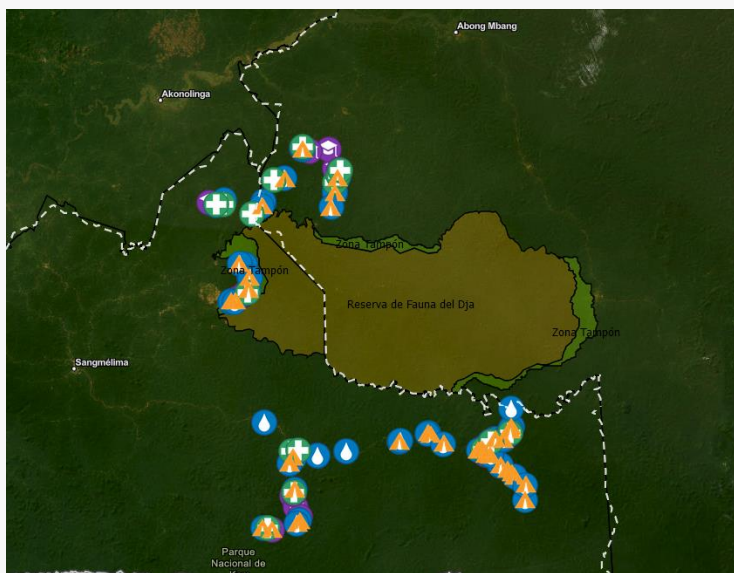 Abong Mbang
Akonolinga
Zona Tampón
Zona Tampón
Reserva de Fauna del Dja
Zona Tampón
Sangmélima
Parque
Nacional de